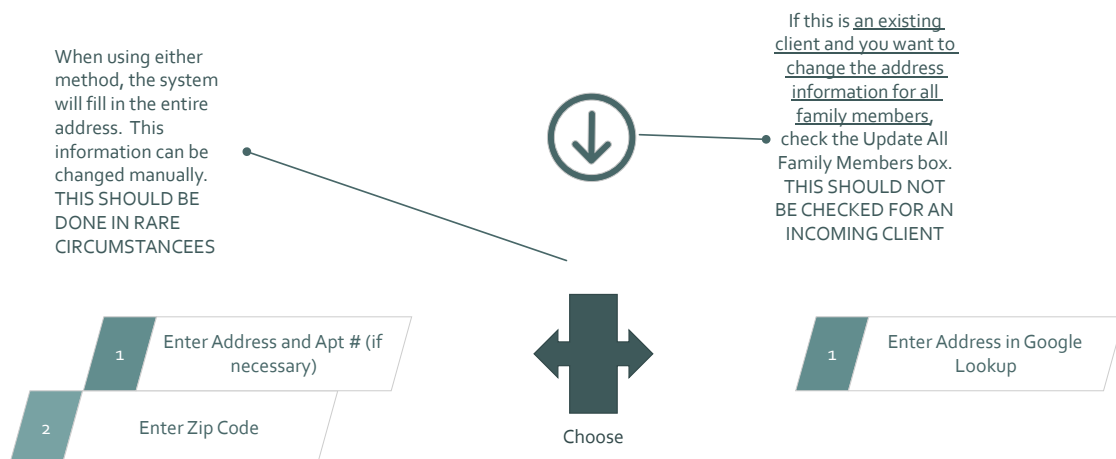 When using either
method, the system
will fill in the entire
address.  This
information can be
changed manually.
THIS SHOULD BE
DONE IN RARE
CIRCUMSTANCEES
If this is an existing
client and you want to
change the address
information for all
family members,
check the Update All
Family Members box.
THIS SHOULD NOT
BE CHECKED FOR AN
INCOMING CLIENT
1
Enter Address and Apt # (if
necessary)
2
Enter Zip Code
Choose
1
Enter Address in Google
Lookup